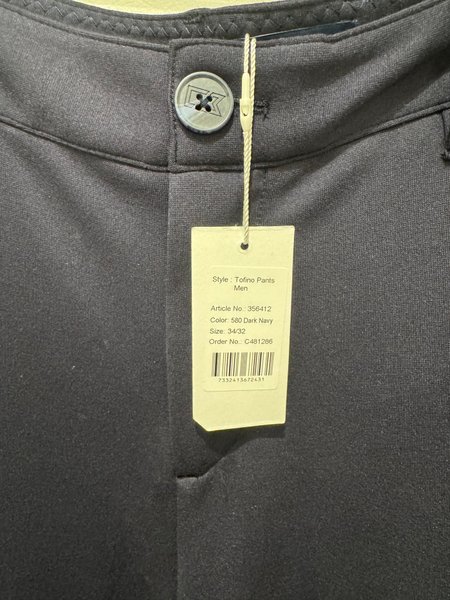 Style : Tofino Pants
Men
Article No.: 356412
Color: 580 Dark Navy
Size: 34/32
Order No.: C481286
7332413672431